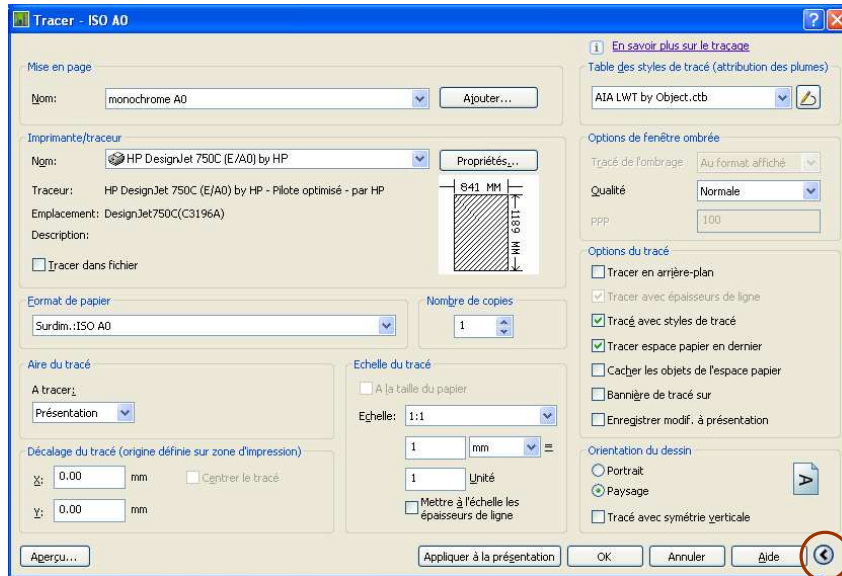 Tracer - ISO A0
En savoir plus sur le traçage
Mise en page
Nom: monochrome A0 Ajouter...
Table des styles de tracé (attribution des plumes)
AIA LWT by Object.ctb
Imprimante/traceur
Nom: HP DesignJet 750C (E/A0) by HP Propriétés...
Traceur: HP DesignJet 750C (E/A0) by HP - Pilote optimisé - par HP
Emplacement: DesignJet750C(C3196A)
Description:
Tracer dans fichier
841 MM
1189 MM
Options de fenêtre ombrée
Tracé de l'ombrage Au format affiché
Qualité Normale
PPP 100
Format de papier
Surdim.:ISO A0
Nombre de copies
1
Options du tracé
Tracer en arrière-plan
Tracer avec épaisseurs de ligne
Tracé avec styles de tracé
Tracer espace papier en dernier
Cacher les objets de l'espace papier
Bannière de tracé sur
Enregistrer modif. à présentation
Aire du tracé
A tracer:
Présentation
Echelle du tracé
A la taille du papier
Echelle: 1:1
1 mm =
1 Unité
Mettre à l'échelle les
épaisseurs de ligne
Décalage du tracé (origine définie sur zone d'impression)
X: 0.00 mm Centrer le tracé
Y: 0.00 mm
Orientation du dessin
Portrait
Paysage
A
Tracé avec symétrie verticale
Aperçu... Appliquer à la présentation OK Annuler Aide